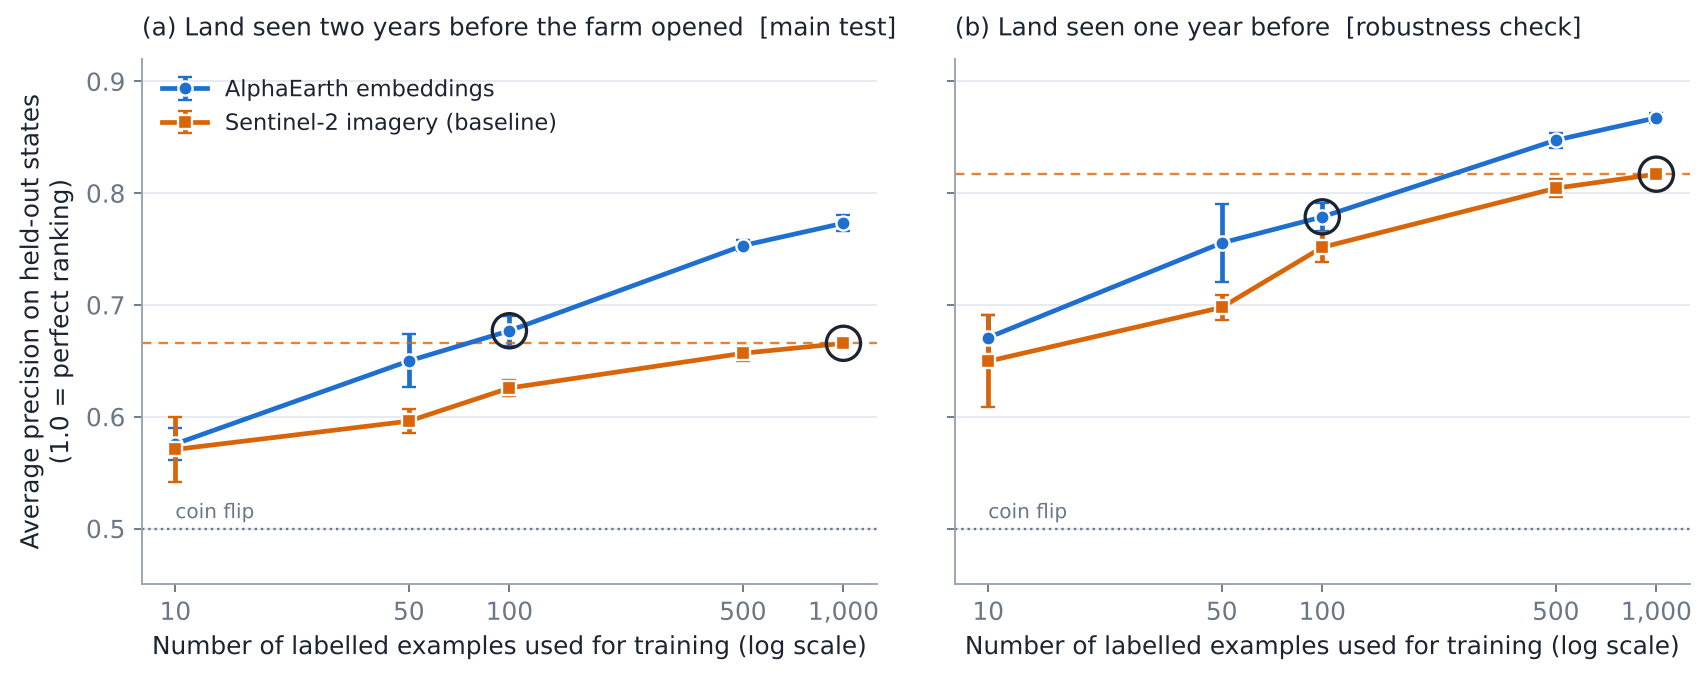 (a) Land seen two years before the farm opened  [main test]
AlphaEarth embeddings
Sentinel-2 imagery (baseline)
Average precision on held-out states
(1.0 = perfect ranking)
0.9
0.8
0.7
0.6
0.5
coin flip
10
50
100
500
1,000
Number of labelled examples used for training (log scale)
(b) Land seen one year before  [robustness check]
coin flip
10
50
100
500
1,000
Number of labelled examples used for training (log scale)